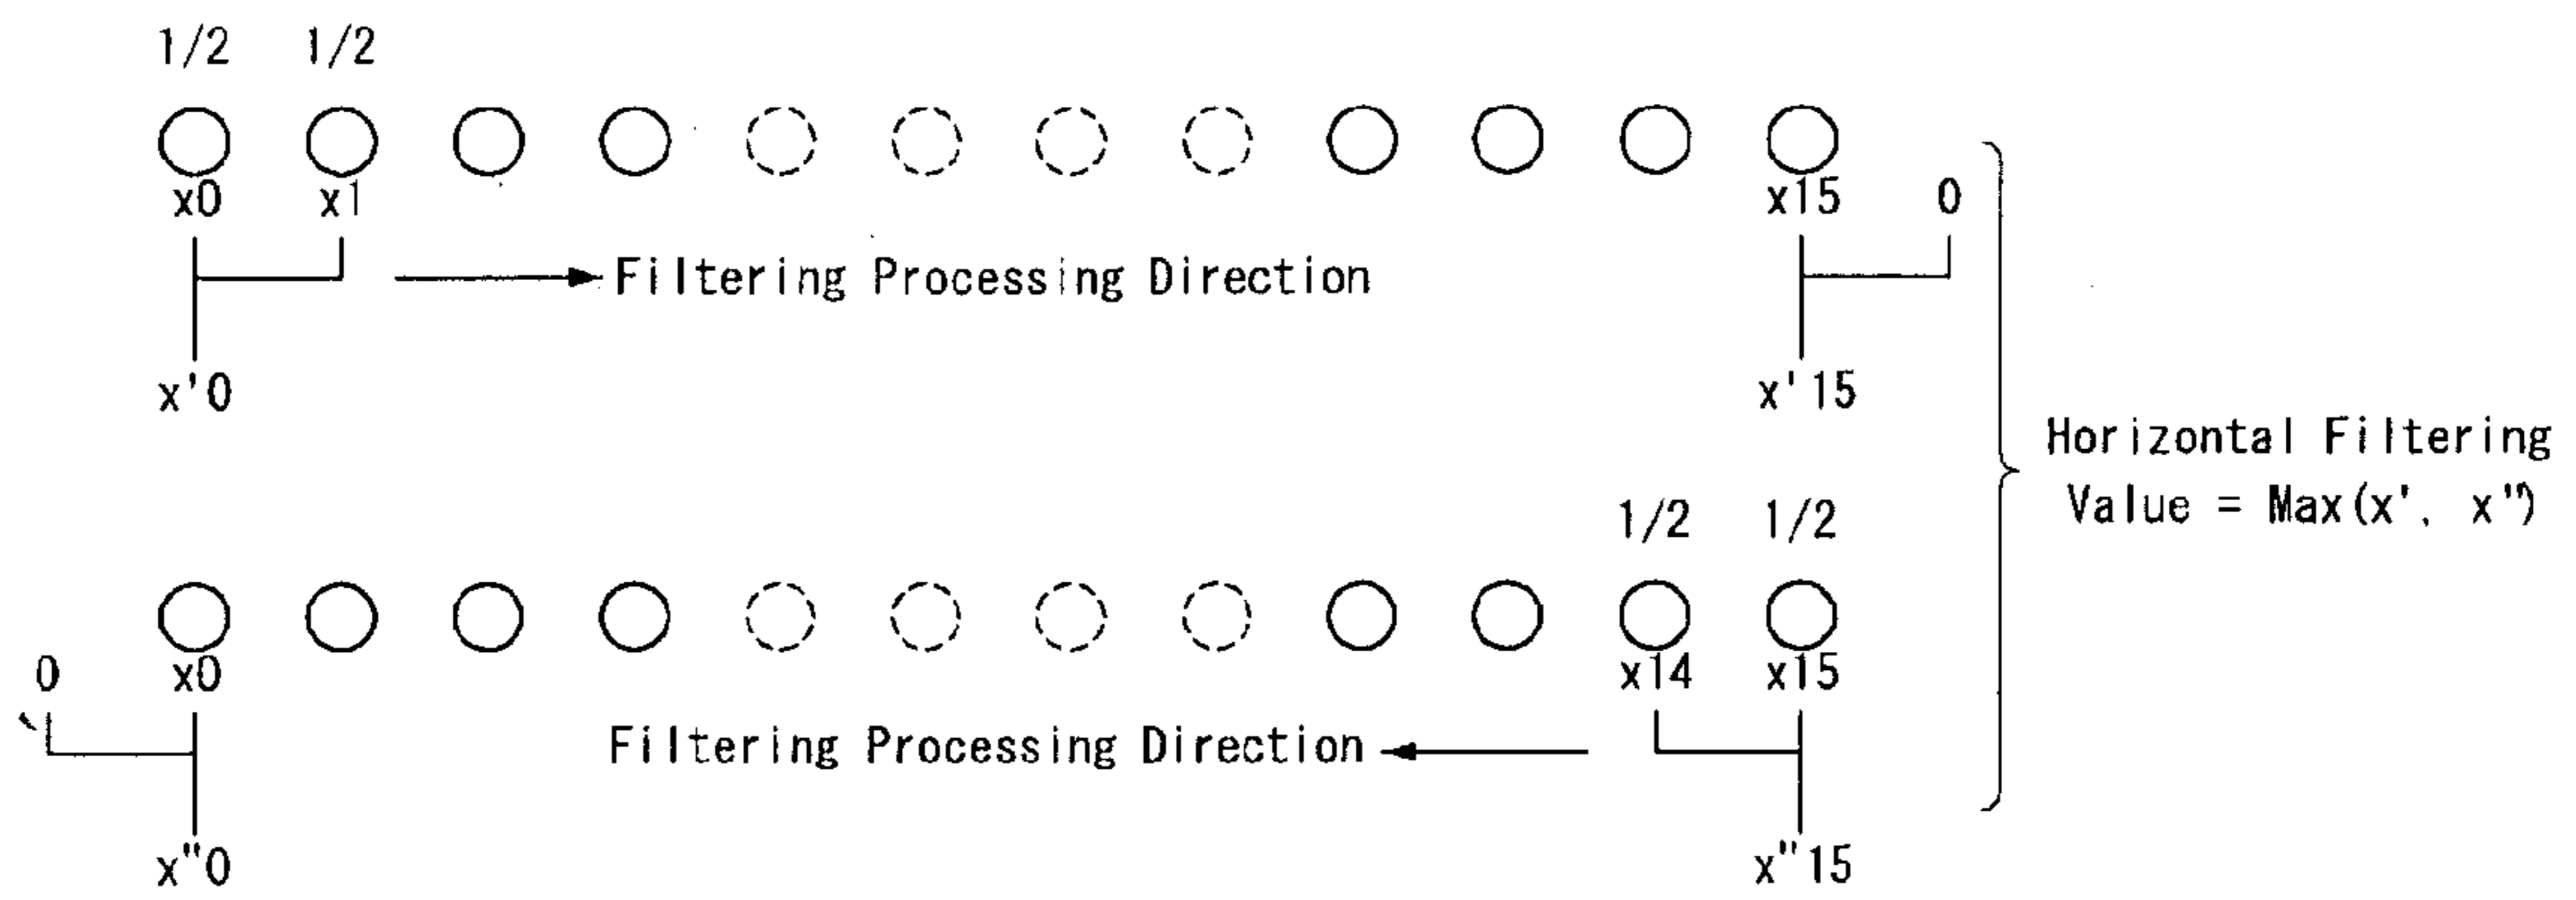 1/2 1/2
x0 x1 x15 0
Filtering Processing Direction
x'0 x'15
Horizontal Filtering
Value = Max(x', x")
1/2 1/2
0 x0 x14 x15
Filtering Processing Direction
x"0 x"15